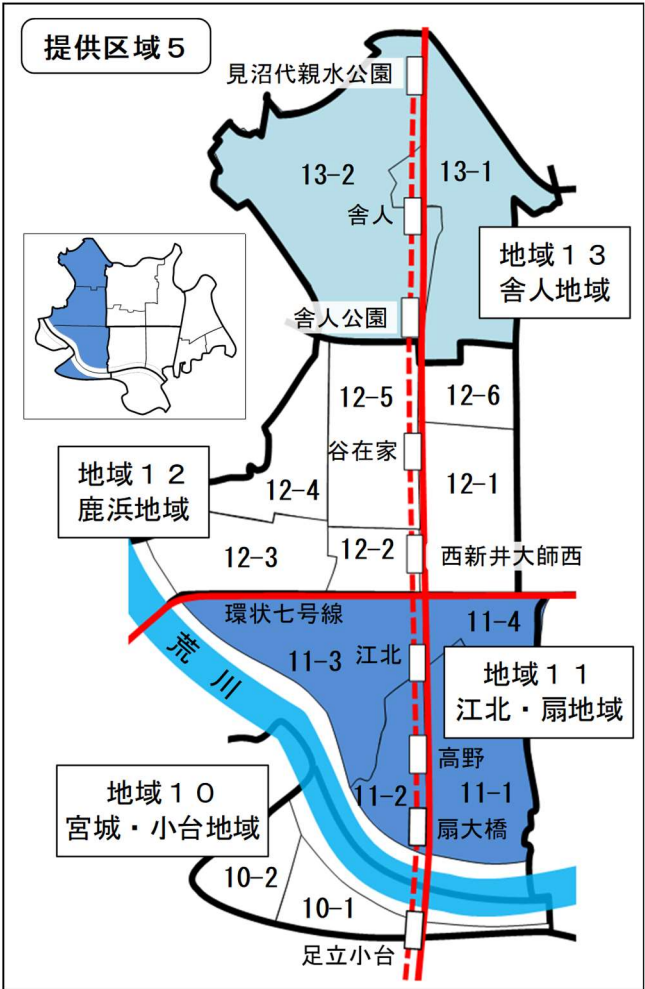 提供区域５
見沼代親水公園
13-2
13-1
舎人
地域１３
舎人地域
舎人公園
12-5
12-6
谷在家
地域１２
鹿浜地域
12-4
12-1
12-3
12-2
西新井大師西
環状七号線
11-4
荒川
11-3
江北
地域１１
江北・扇地域
高野
地域１０
宮城・小台地域
11-2
11-1
扇大橋
10-2
10-1
足立小台